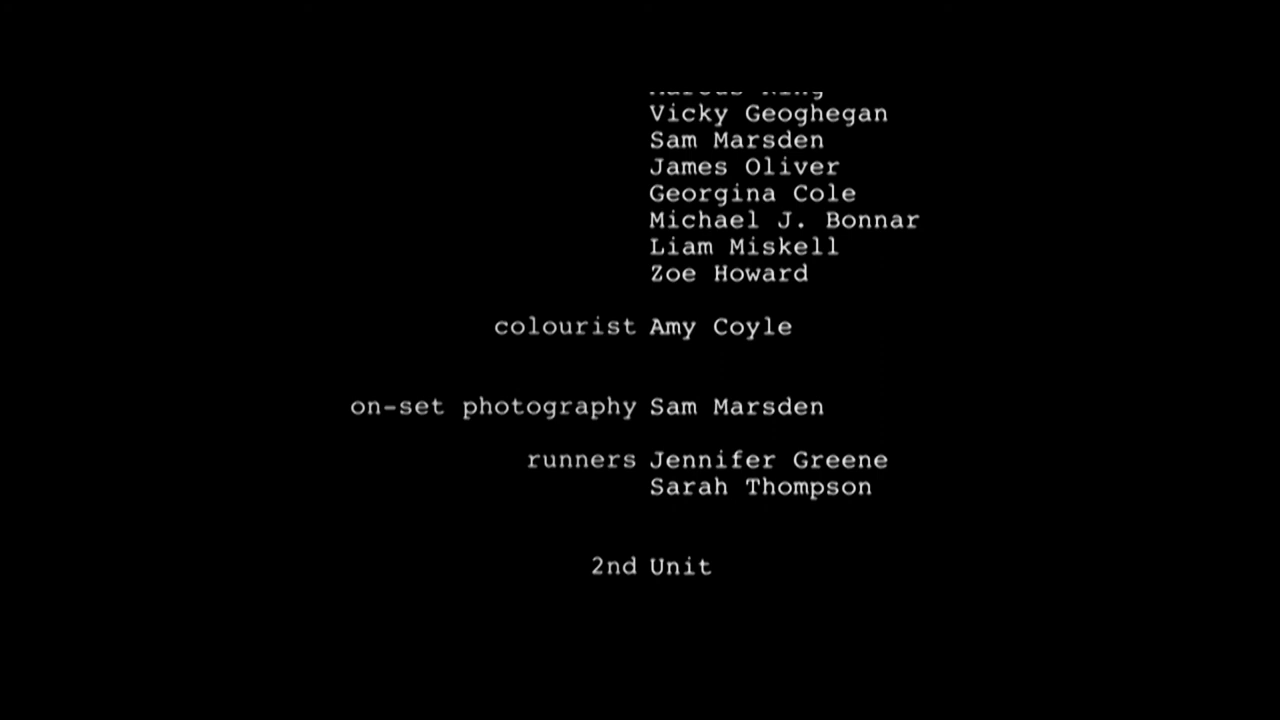 Vicky Geoghegan
Sam Marsden
James Oliver
Georgina Cole
Michael J. Bonnar
Liam Miskell
Zoe Howard
colourist Amy Coyle
on-set photography Sam Marsden
runners Jennifer Greene
Sarah Thompson
2nd Unit